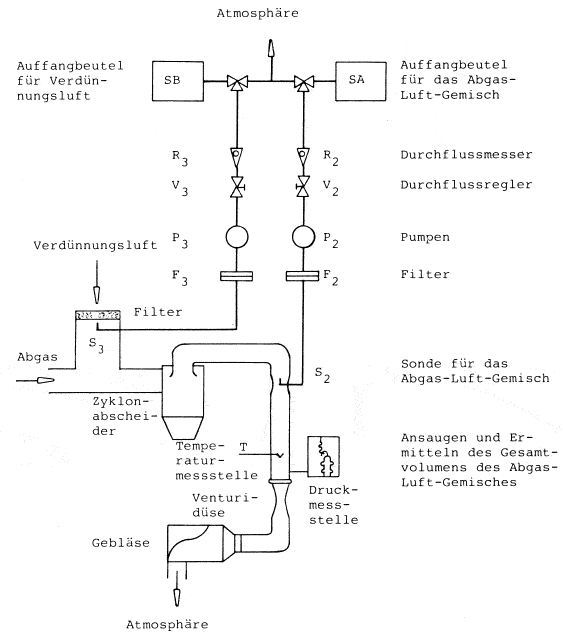 Atmosphäre
Auffangbeutel
für Verdün-
nungsluft
SB
SA
Auffangbeutel
für das Abgas-
Luft-Gemisch
R3
R2
Durchflussmesser
V3
V2
Durchflussregler
P3
P2
Pumpen
Verdünnungsluft
F3
F2
Filter
Filter
S3
Abgas
S2
Sonde für das
Abgas-Luft-Gemisch
Zyklon-
abschei-
der
Tempe-
ratur-
messstelle
T
Ansaugen und Er-
mitteln des Gesamt-
volumens des Abgas-
Luft-Gemisches
Venturi-
düse
Druck-
mess-
stelle
Gebläse
Atmosphäre